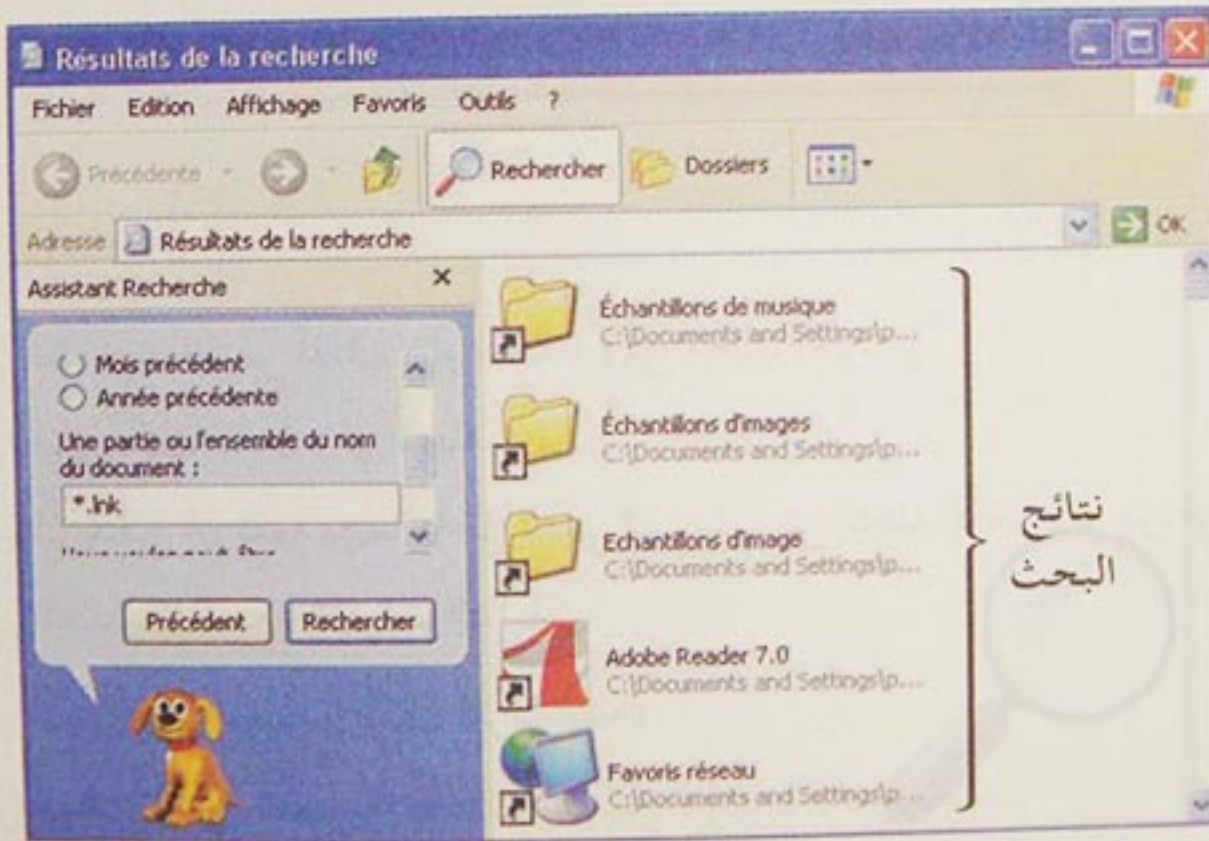 Résultats de la recherche
Fichier Edition Affichage Favoris Outils ?
Précédente Rechercher Dossiers
Adresse Résultats de la recherche OK
Assistant Recherche
Mois précédent
Année précédente
Une partie ou l'ensemble du nom
du document :
*.lnk
Précédent Rechercher
Échantillons de musique
C:\Documents and Settings\p...
Échantillons d'images
C:\Documents and Settings\p...
Echantillons d'image
C:\Documents and Settings\p...
Adobe Reader 7.0
C:\Documents and Settings\p...
Favoris réseau
C:\Documents and Settings\p...
نتائج
البحث